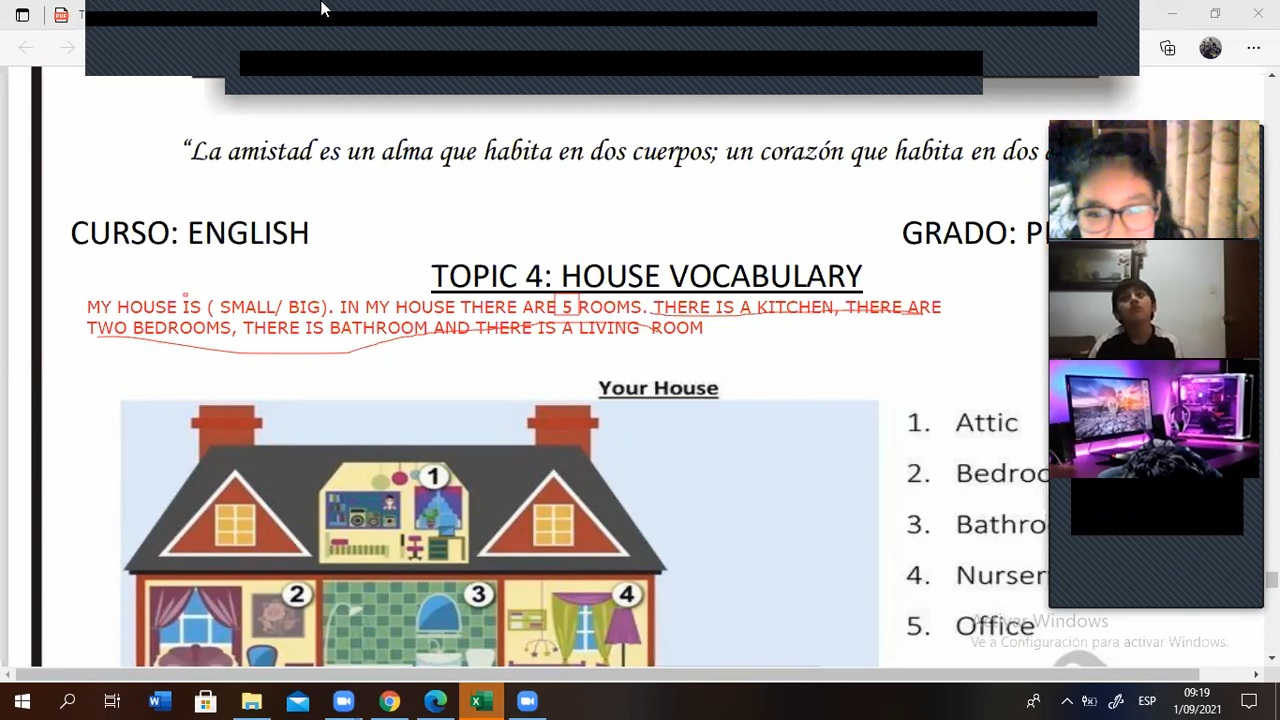 “La amistad es un alma que habita en dos cuerpos; un corazón que habita en dos
CURSO: ENGLISH
GRADO:
TOPIC 4: HOUSE VOCABULARY
MY HOUSE IS ( SMALL/ BIG). IN MY HOUSE THERE ARE 5 ROOMS. THERE IS A KITCHEN, THERE ARE
TWO BEDROOMS, THERE IS BATHROOM AND THERE IS A LIVING ROOM
Your House
1. Attic
2.
3.
4.
5. Office
1
2
3
4
Activar Windows
Ve a Configuración para activar Windows.
ESP
09:19
1/09/2021